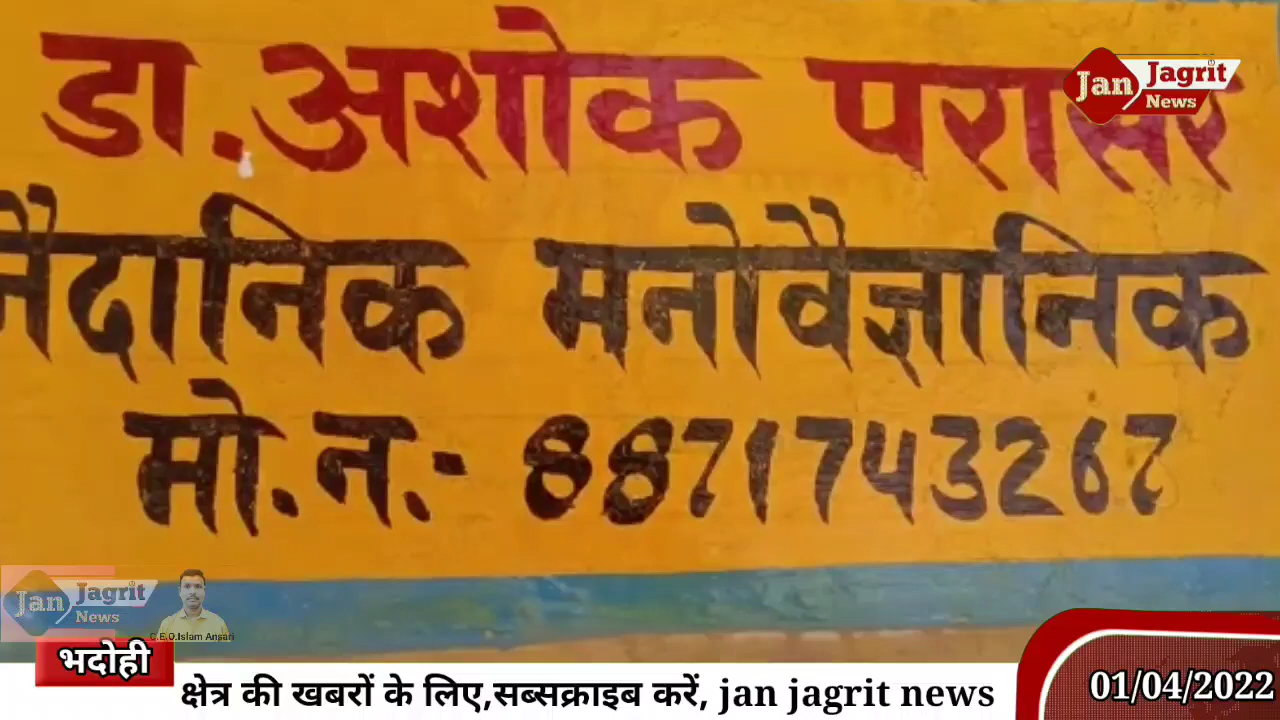 डा. अशोक परासर
Jan Jagrit
News
नैदानिक मनोवैज्ञानिक
मो. न.- 8871743267
Jan Jagrit
News
C.E.O.Islam Ansari
भदोही
क्षेत्र की खबरों के लिए,सब्सक्राइब करें, jan jagrit news
01/04/2022